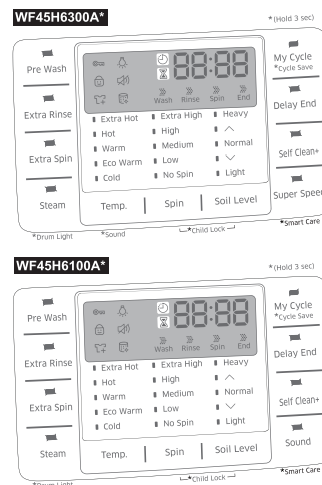 WF45H6300A*
*(Hold 3 sec)
Pre Wash
Extra Rinse
Extra Spin
Steam
*Drum Light
88:88
Wash Rinse Spin End
Extra Hot Extra High Heavy
Hot High
Warm Medium Normal
Eco Warm Low
Cold No Spin Light
Temp. Spin Soil Level
*Sound
*Child Lock
My Cycle
*Cycle Save
Delay End
Self Clean+
Super Speed
*Smart Care
WF45H6100A*
*(Hold 3 sec)
Pre Wash
Extra Rinse
Extra Spin
Steam
*Drum Light
88:88
Wash Rinse Spin End
Extra Hot Extra High Heavy
Hot High
Warm Medium Normal
Eco Warm Low
Cold No Spin Light
Temp. Spin Soil Level
*Child Lock
My Cycle
*Cycle Save
Delay End
Self Clean+
Sound
*Smart Care